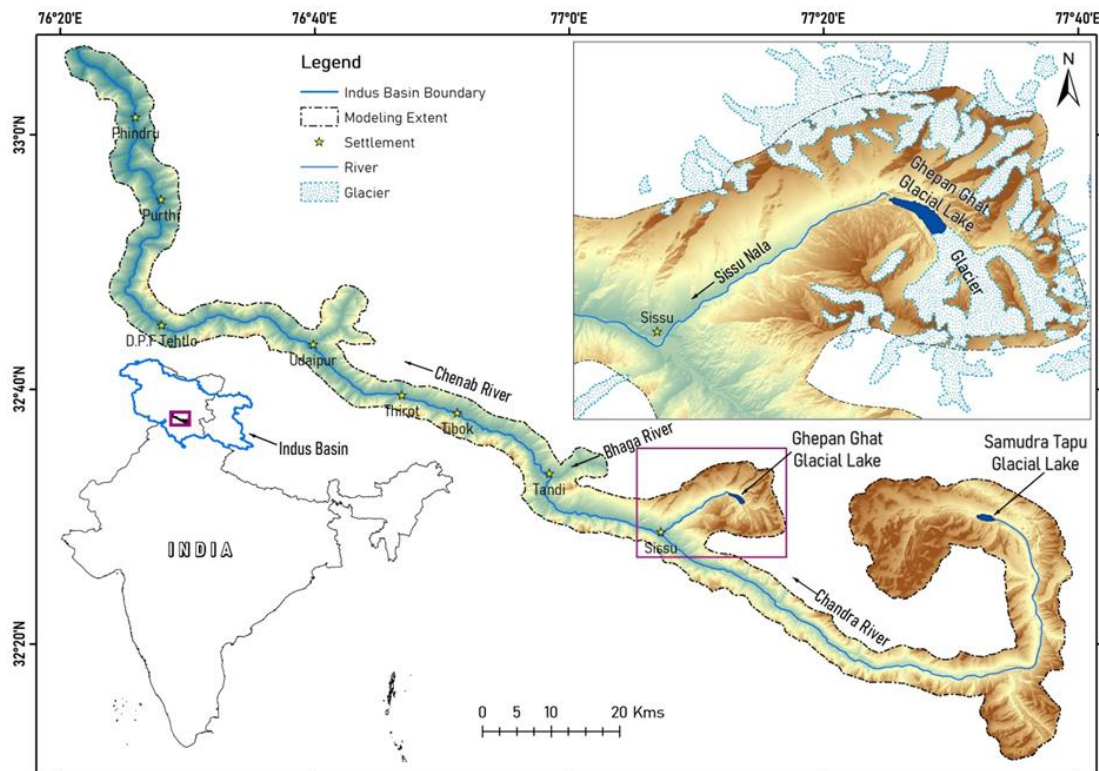 76°20'E
76°40'E
77°0'E
77°20'E
77°40'E
33°0'N
32°40'N
32°20'N
Legend
Indus Basin Boundary
Modeling Extent
Settlement
River
Glacier
N
Ghepan Ghat
Glacial Lake
Glacier
Sissu Nala
Sissu
Phindru
Purthi
D.P.F Tehtlo
Udaipur
Chenab River
Thirot
Tibok
Bhaga River
Tandi
Indus Basin
INDIA
Ghepan Ghat
Glacial Lake
Samudra Tapu
Glacial Lake
Sissu
Chandra River
0 5 10 20 Kms